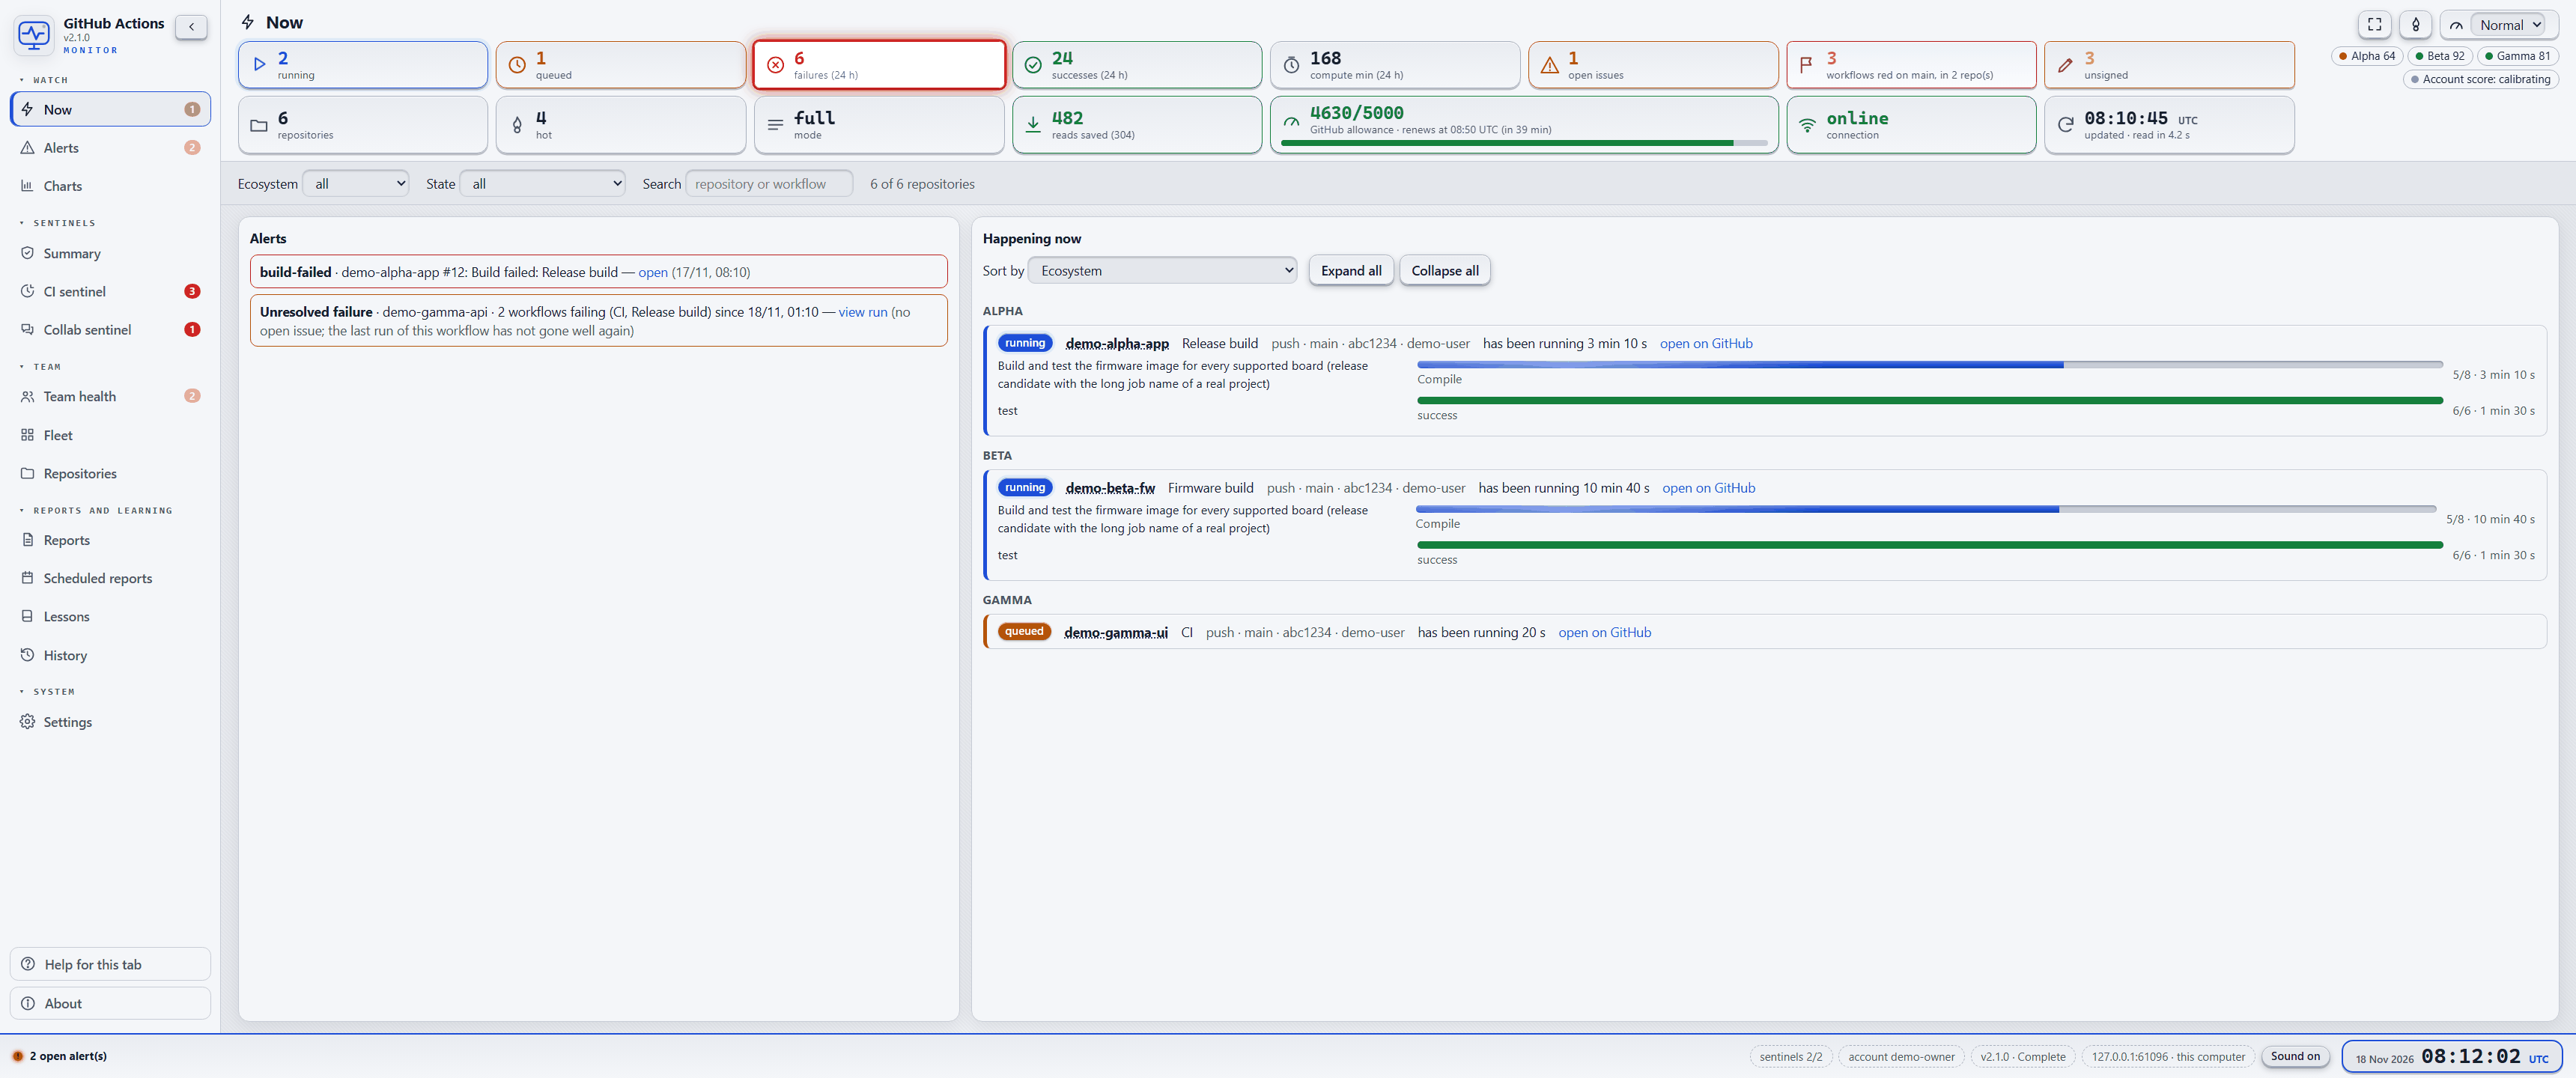 GitHub Actions
v2.1.0
MONITOR
WATCH
Now 1
Alerts 2
Charts
SENTINELS
Summary
CI sentinel 3
Collab sentinel 1
TEAM
Team health 2
Fleet
Repositories
REPORTS AND LEARNING
Reports
Scheduled reports
Lessons
History
SYSTEM
Settings
Help for this tab
About
Now
Normal
2
running
1
queued
6
failures (24 h)
24
successes (24 h)
168
compute min (24 h)
1
open issues
3
workflows red on main, in 2 repo(s)
3
unsigned
Alpha 64
Beta 92
Gamma 81
Account score: calibrating
6
repositories
4
hot
full
mode
482
reads saved (304)
4630/5000
GitHub allowance · renews at 08:50 UTC (in 39 min)
online
connection
08:10:45 UTC
updated · read in 4.2 s
Ecosystem all State all Search repository or workflow 6 of 6 repositories
Alerts
build-failed · demo-alpha-app #12: Build failed: Release build — open (17/11, 08:10)
Unresolved failure · demo-gamma-api · 2 workflows failing (CI, Release build) since 18/11, 01:10 — view run (no
open issue; the last run of this workflow has not gone well again)
Happening now
Sort by Ecosystem Expand all Collapse all
ALPHA
running demo-alpha-app Release build push · main · abc1234 · demo-user has been running 3 min 10 s open on GitHub
Build and test the firmware image for every supported board (release
candidate with the long job name of a real project)
Compile
5/8 · 3 min 10 s
test
success
6/6 · 1 min 30 s
BETA
running demo-beta-fw Firmware build push · main · abc1234 · demo-user has been running 10 min 40 s open on GitHub
Build and test the firmware image for every supported board (release
candidate with the long job name of a real project)
Compile
5/8 · 10 min 40 s
test
success
6/6 · 1 min 30 s
GAMMA
queued demo-gamma-ui CI push · main · abc1234 · demo-user has been running 20 s open on GitHub
2 open alert(s)
sentinels 2/2
account demo-owner
v2.1.0 · Complete
127.0.0.1:61096 · this computer
Sound on
18 Nov 2026 08:12:02 UTC